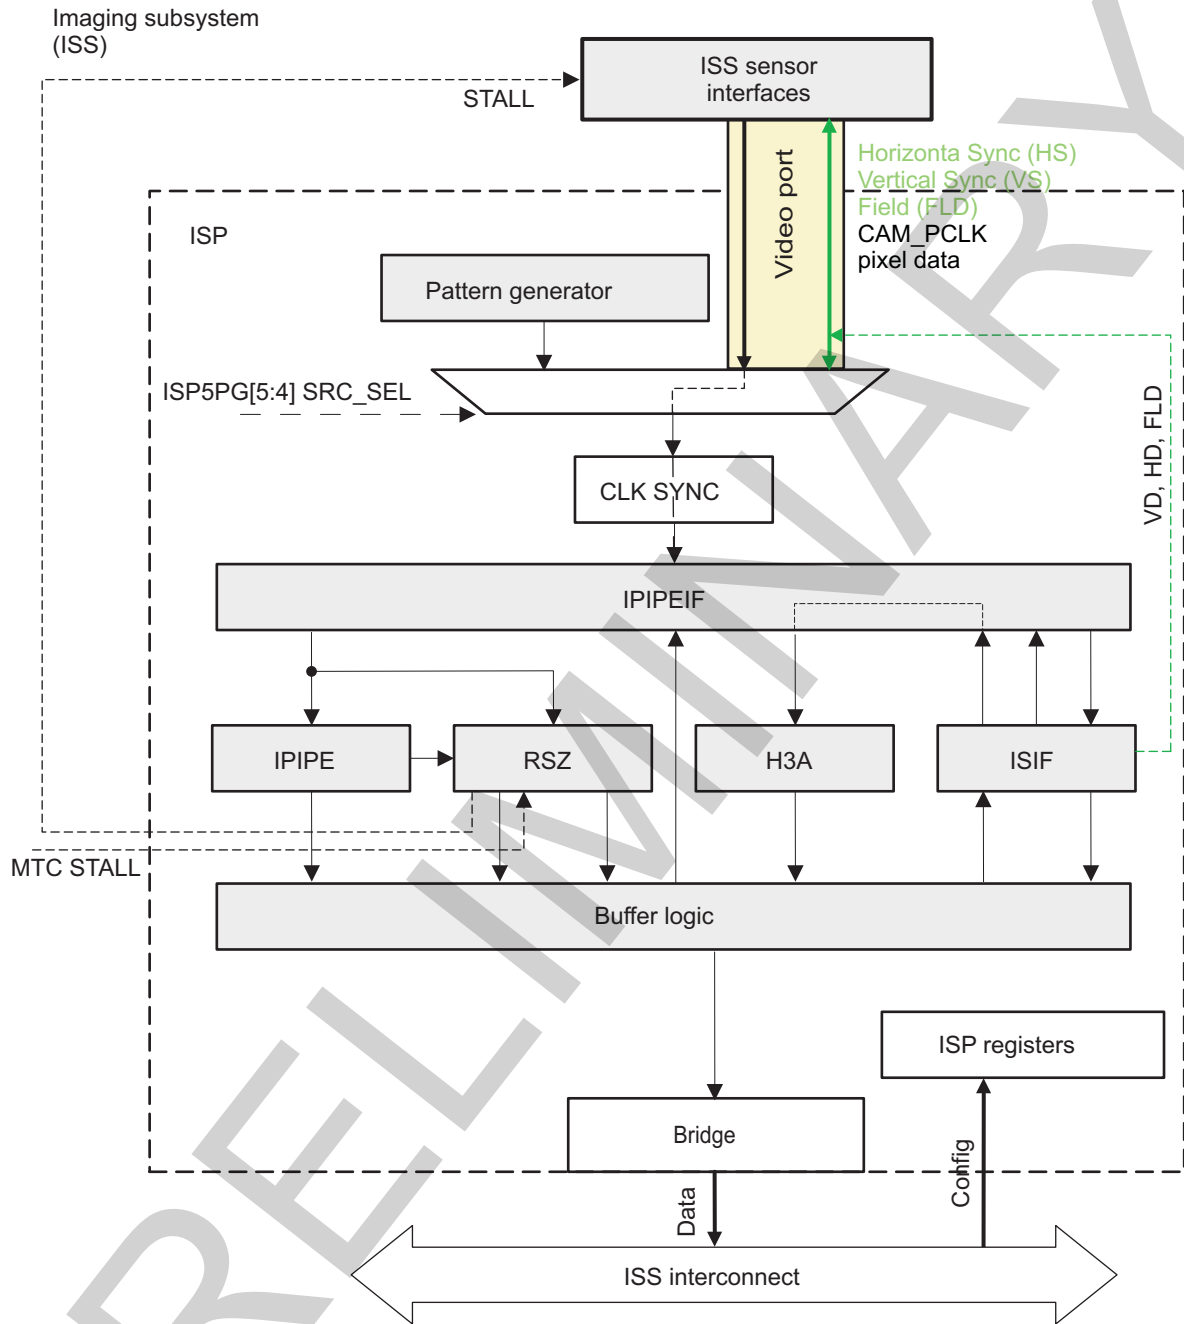 Imaging subsystem
(ISS)
ISS sensor
interfaces
STALL
Video port
Horizonta Sync (HS)
Vertical Sync (VS)
Field (FLD)
CAM_PCLK
pixel data
ISP
Pattern generator
ISP5PG[5:4] SRC_SEL
VD, HD, FLD
CLK SYNC
IPIPEIF
IPIPE
RSZ
H3A
ISIF
MTC STALL
Buffer logic
ISP registers
Bridge
Config
Data
ISS interconnect
RELIMINARY